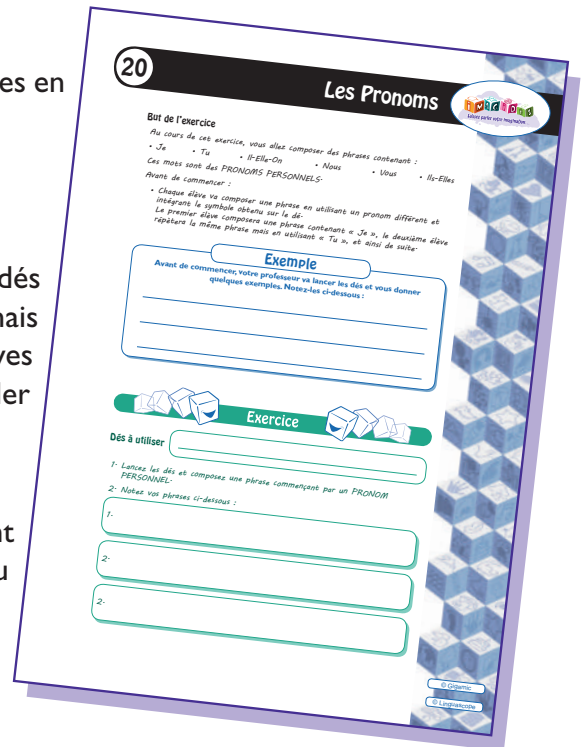 es en
dés
nais
ves
ler
nt
u
20
Les Pronoms
iMAGiDéS
Laissez parler votre imagination
But de l'exercice
Au cours de cet exercice, vous allez composer des phrases contenant :
• Je • Tu • Il-Elle-On • Nous • Vous • Ils-Elles
Ces mots sont des PRONOMS PERSONNELS.
Avant de commencer :
• Chaque élève va composer une phrase en utilisant un pronom différent et
intégrant le symbole obtenu sur le dé.
Le premier élève composera une phrase contenant « Je », le deuxième élève
répètera la même phrase mais en utilisant « Tu », et ainsi de suite.
Exemple
Avant de commencer, votre professeur va lancer les dés et vous donner
quelques exemples. Notez-les ci-dessous :
Exercice
Dés à utiliser
1- Lancez les dés et composez une phrase commençant par un PRONOM
PERSONNEL.
2- Notez vos phrases ci-dessous :
1-
2-
2-
© Gigamic
© Linguascope